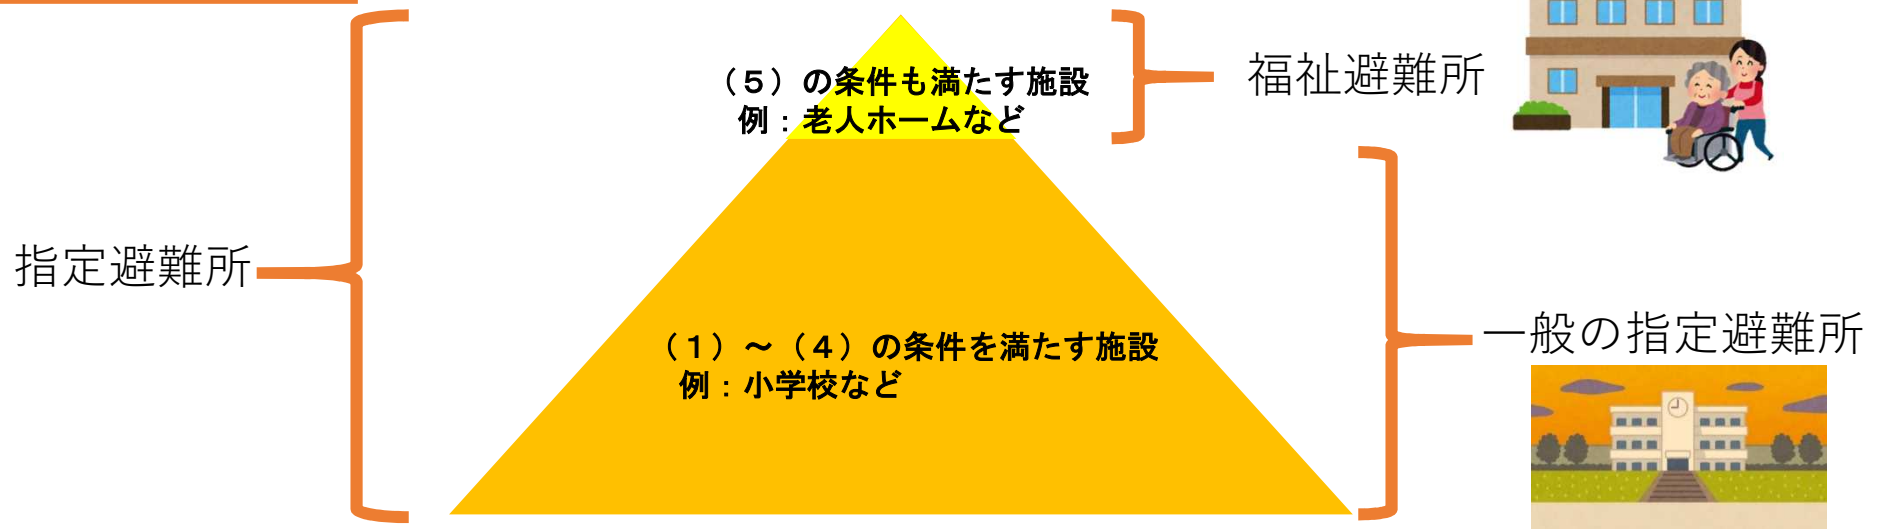 （５）の条件も満たす施設
例：老人ホームなど
福祉避難所
指定避難所
（１）～（４）の条件を満たす施設
例：小学校など
一般の指定避難所